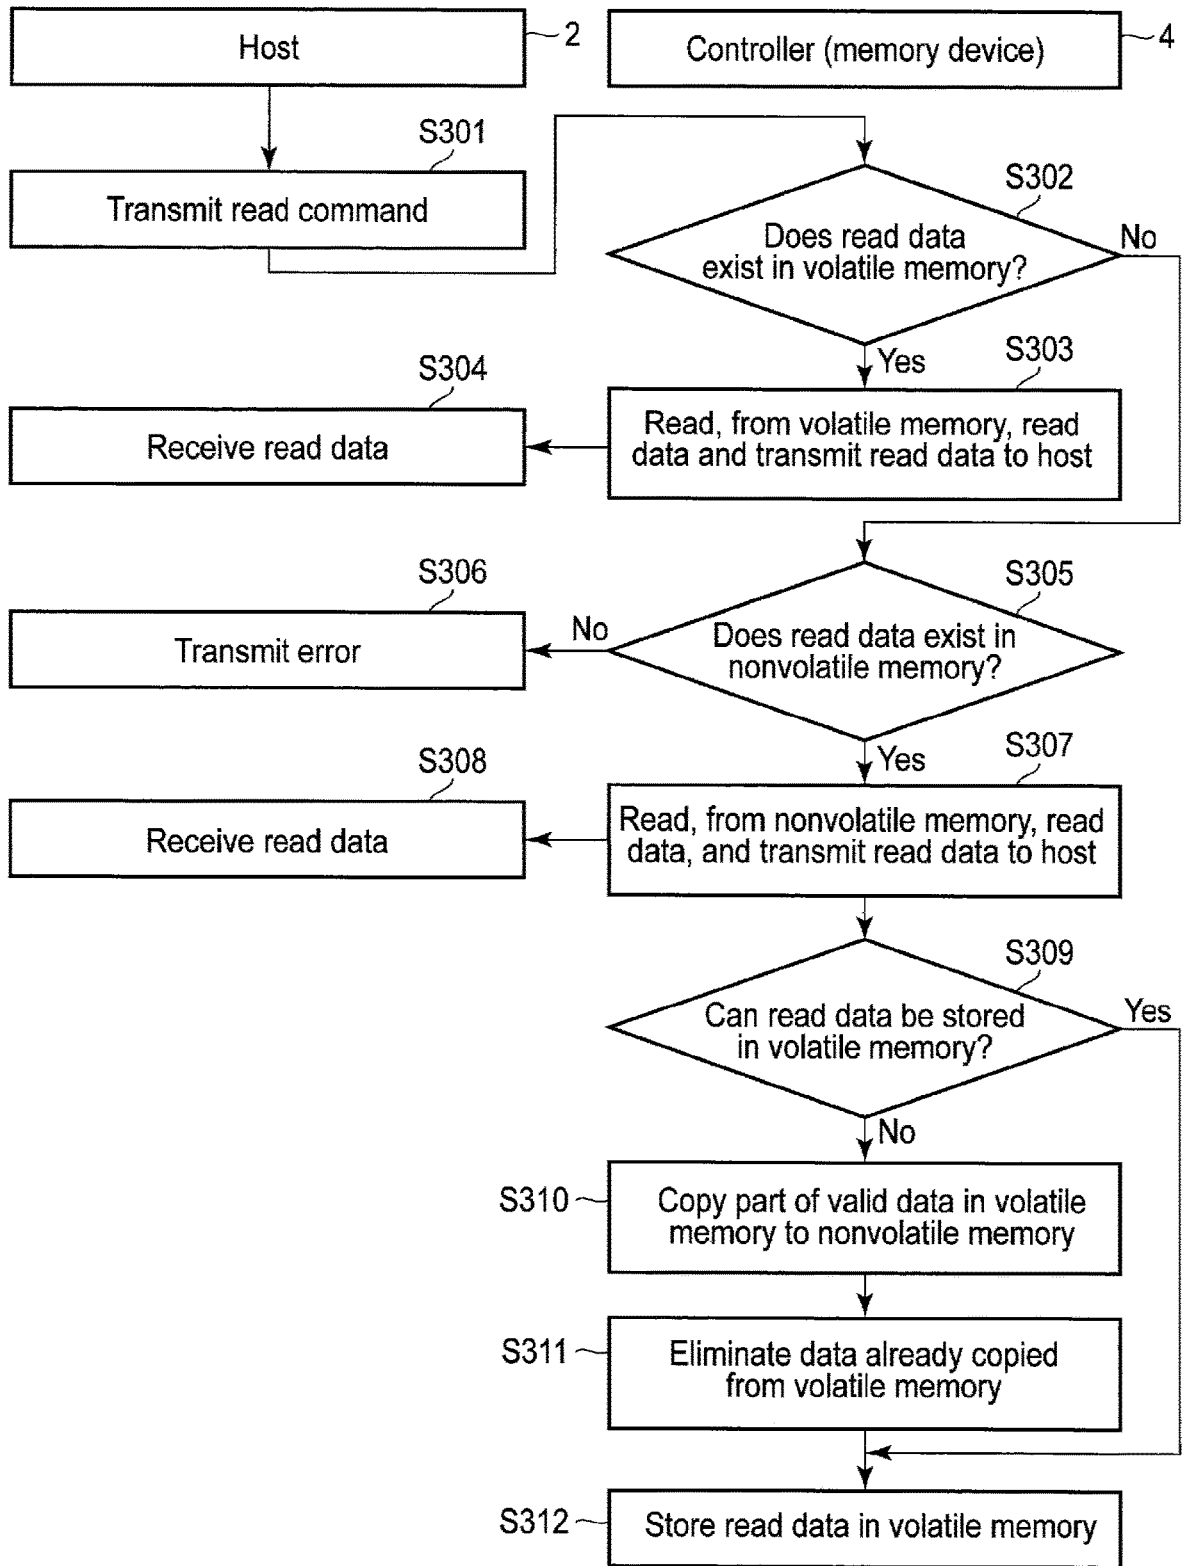 Host
2
Controller (memory device)
4
S301
Transmit read command
S302
Does read data
exist in volatile memory?
No
Yes
S303
Read, from volatile memory, read
data and transmit read data to host
S304
Receive read data
S305
Does read data exist in
nonvolatile memory?
No
S306
Transmit error
Yes
S307
Read, from nonvolatile memory, read
data, and transmit read data to host
S308
Receive read data
S309
Can read data be stored
in volatile memory?
Yes
No
S310
Copy part of valid data in volatile
memory to nonvolatile memory
S311
Eliminate data already copied
from volatile memory
S312
Store read data in volatile memory